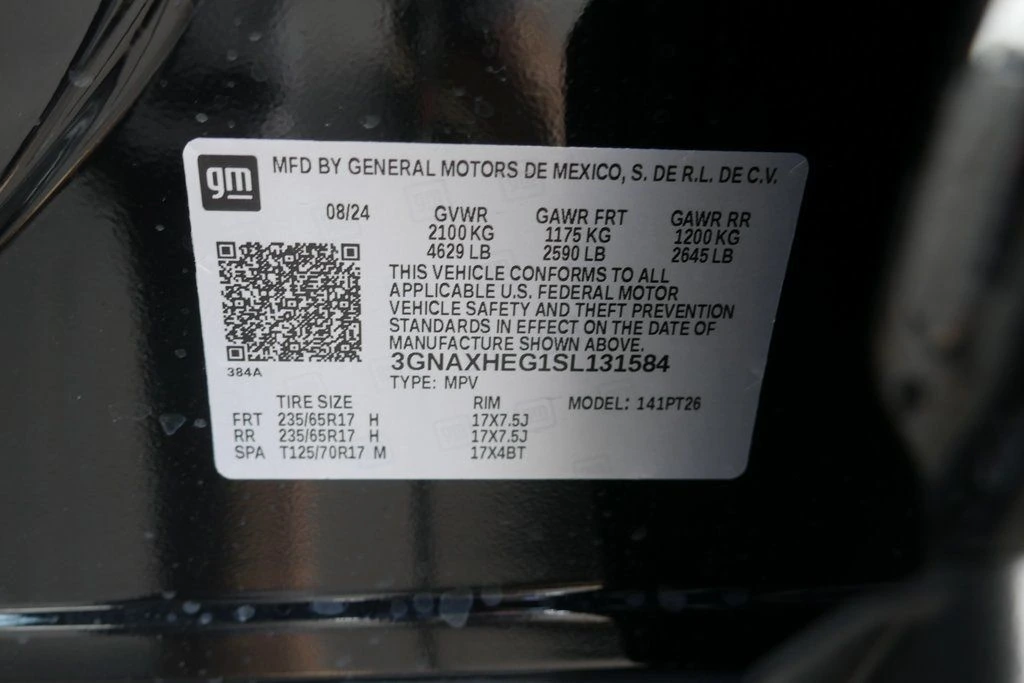 gm MFD BY GENERAL MOTORS DE MEXICO, S. DE R.L. DE C.V.
08/24 GVWR GAWR FRT GAWR RR
2100 KG 1175 KG 1200 KG
4629 LB 2590 LB 2645 LB
THIS VEHICLE CONFORMS TO ALL
APPLICABLE U.S. FEDERAL MOTOR
VEHICLE SAFETY AND THEFT PREVENTION
STANDARDS IN EFFECT ON THE DATE OF
MANUFACTURE SHOWN ABOVE.
3GNAXHEG1SL131584
384A TYPE: MPV
TIRE SIZE RIM MODEL: 141PT26
FRT 235/65R17 H 17X7.5J
RR 235/65R17 H 17X7.5J
SPA T125/70R17 M 17X4BT